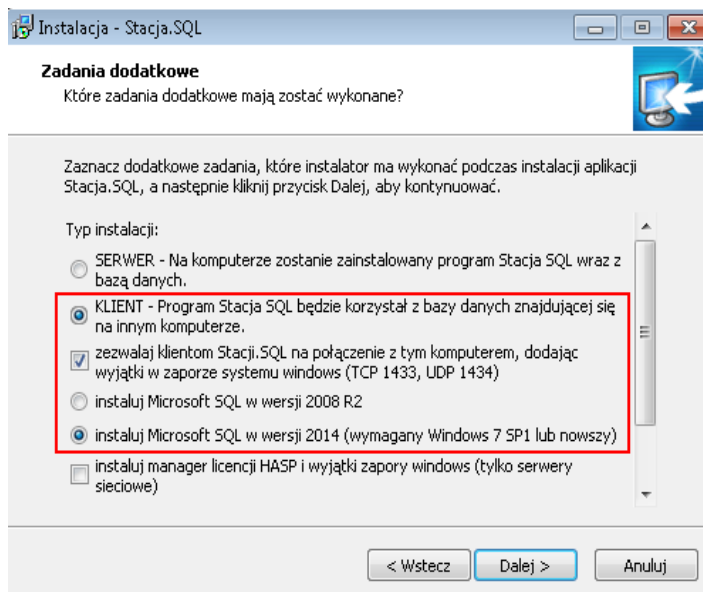 Instalacja - Stacja.SQL
Zadania dodatkowe
Które zadania dodatkowe mają zostać wykonane?
Zaznacz dodatkowe zadania, które instalator ma wykonać podczas instalacji aplikacji
Stacja.SQL, a następnie kliknij przycisk Dalej, aby kontynuować.
Typ instalacji:
SERWER - Na komputerze zostanie zainstalowany program Stacja SQL wraz z
bazą danych.
KLIENT - Program Stacja SQL będzie korzystał z bazy danych znajdującej się
na innym komputerze.
zezwalaj klientom Stacji.SQL na połączenie z tym komputerem, dodając
wyjątki w zaporze systemu windows (TCP 1433, UDP 1434)
instaluj Microsoft SQL w wersji 2008 R2
instaluj Microsoft SQL w wersji 2014 (wymagany Windows 7 SP1 lub nowszy)
instaluj manager licencji HASP i wyjątki zapory windows (tylko serwery
sieciowe)
< Wstecz
Dalej >
Anuluj